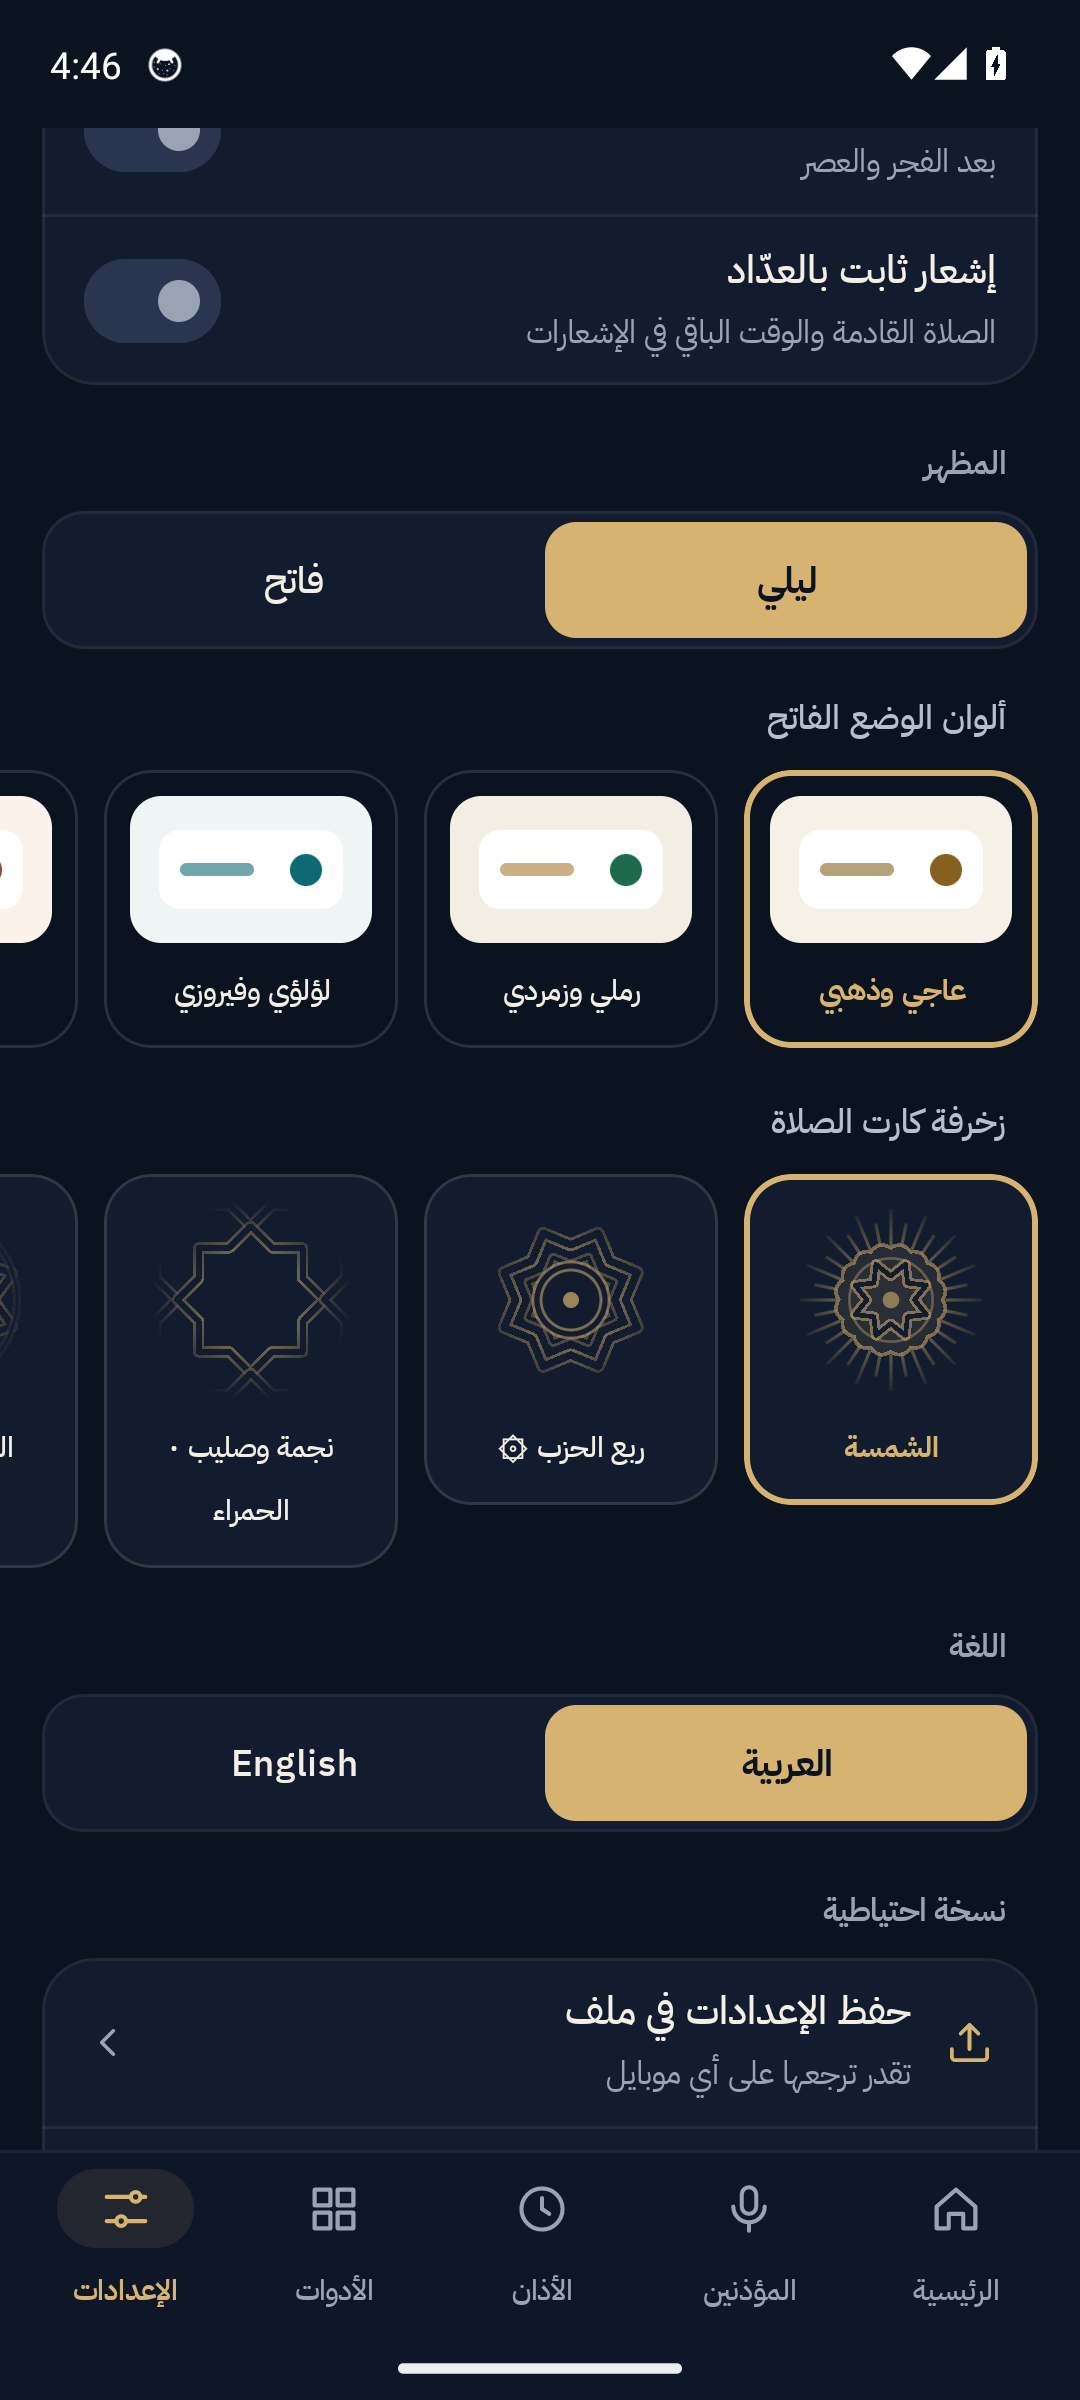 4:46
بعد الفجر والعصر
إشعار ثابت بالعدّاد
الصلاة القادمة والوقت الباقي في الإشعارات
المظهر
ليلي
فاتح
ألوان الوضع الفاتح
عاجي وذهبي
رملي وزمردي
لؤلؤي وفيروزي
زخرفة كارت الصلاة
الشمسة
ربع الحزب ۞
نجمة وصليب ·
الحمراء
اللغة
العربية
English
نسخة احتياطية
حفظ الإعدادات في ملف
تقدر ترجعها على أي موبايل
الرئيسية
المؤذنين
الأذان
الأدوات
الإعدادات